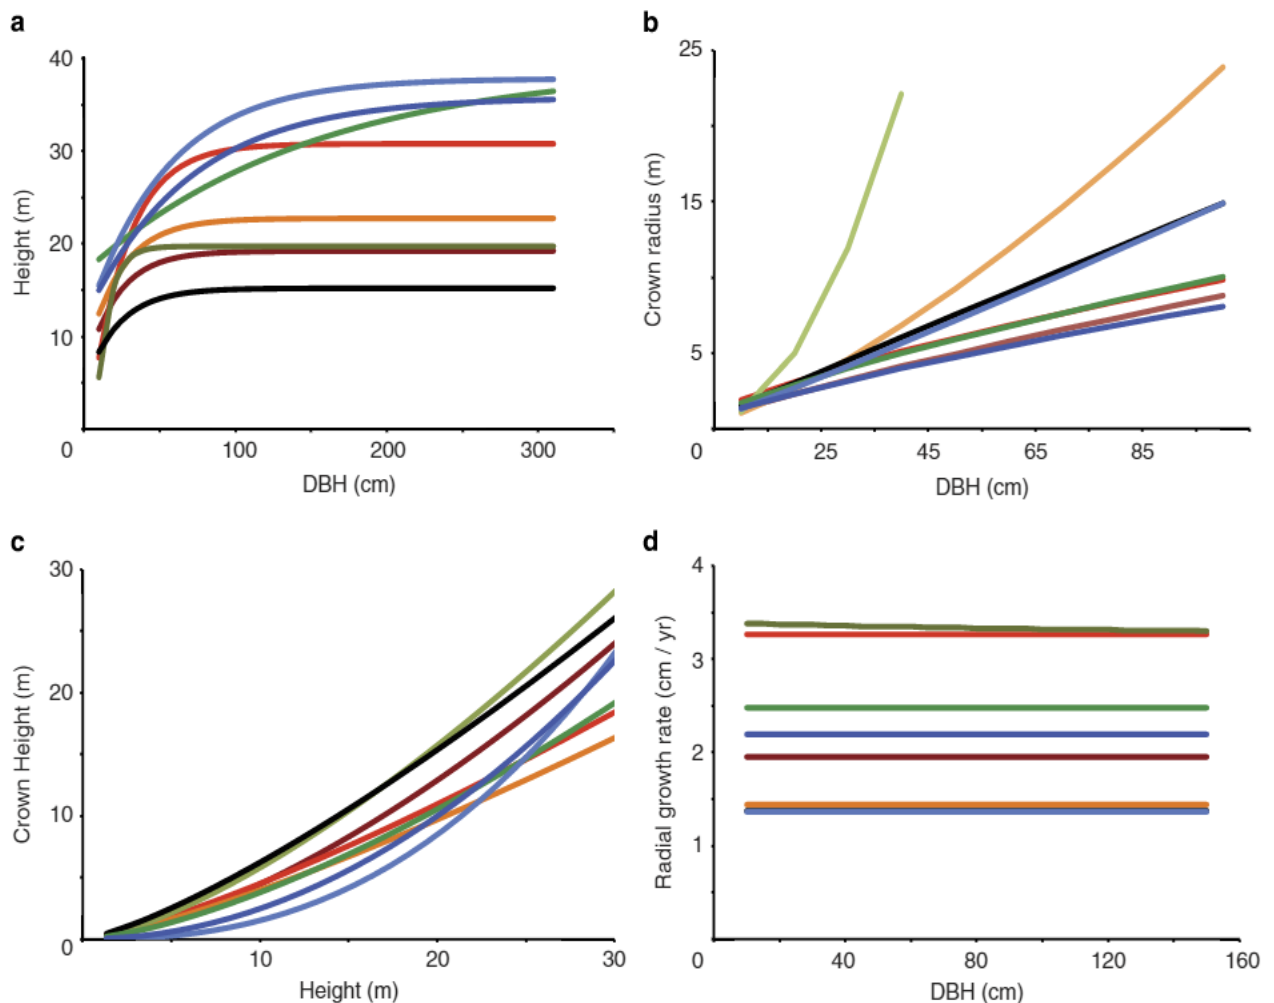 a
40
30
20
10
0
100
200
300
Height (m)
DBH (cm)
b
25
15
5
0
25
45
65
85
Crown radius (m)
DBH (cm)
c
30
20
10
0
10
20
30
Crown Height (m)
Height (m)
d
4
3
2
1
0
40
80
120
160
Radial growth rate (cm / yr)
DBH (cm)